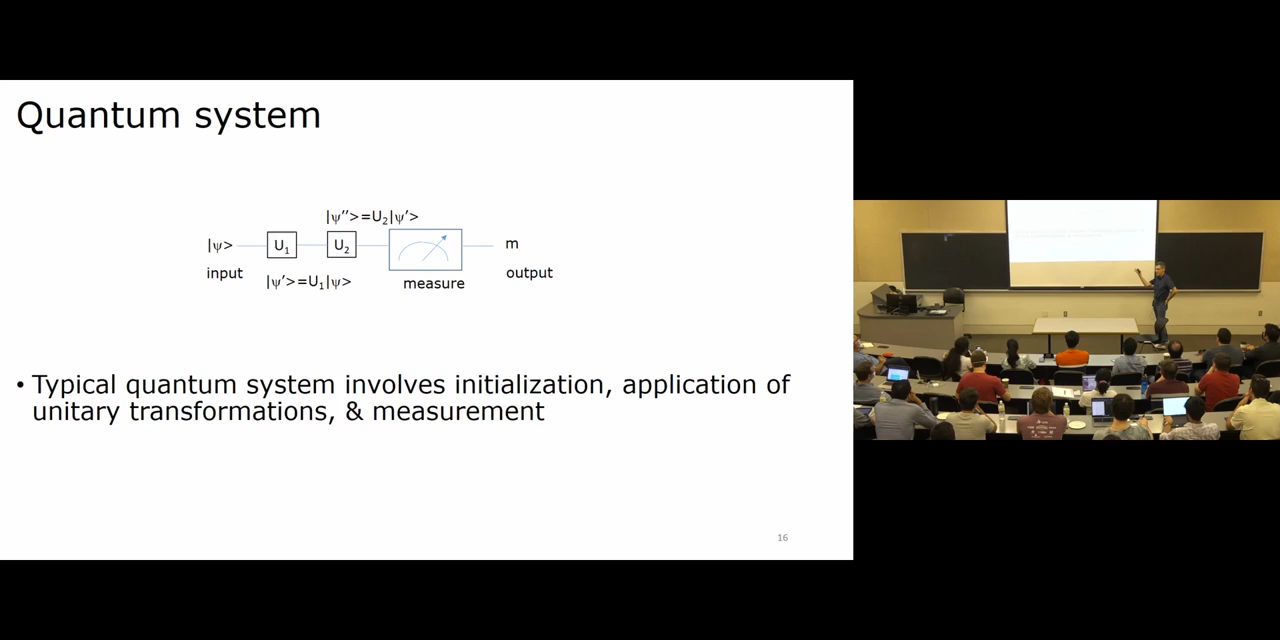 Quantum system
|ψ''>=U₂|ψ'>
|ψ> U₁ U₂ m
input measure output
|ψ'>=U₁|ψ>
• Typical quantum system involves initialization, application of
unitary transformations, & measurement
16